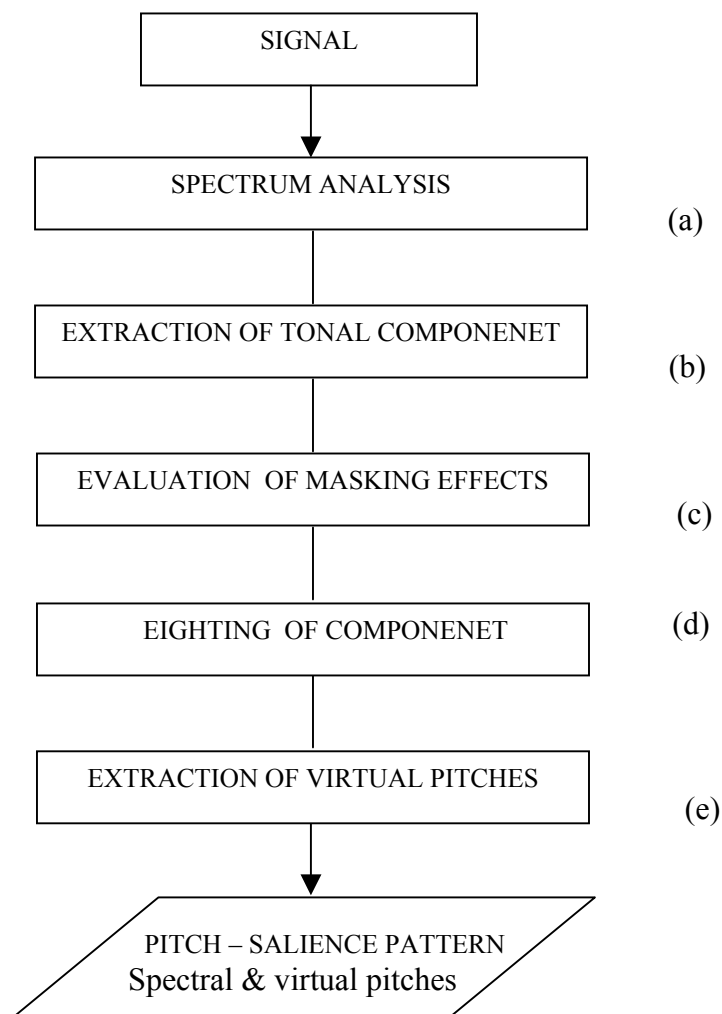 SIGNAL
SPECTRUM ANALYSIS
(a)
EXTRACTION OF TONAL COMPONENET
(b)
EVALUATION OF MASKING EFFECTS
(c)
EIGHTING OF COMPONENET
(d)
EXTRACTION OF VIRTUAL PITCHES
(e)
PITCH – SALIENCE PATTERN
Spectral & virtual pitches